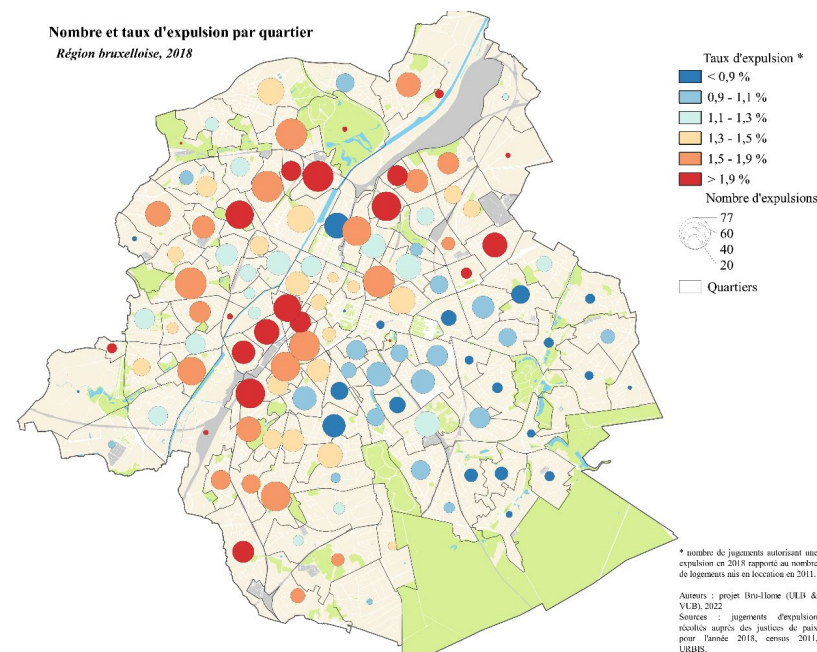 Nombre et taux d'expulsion par quartier
Région bruxelloise, 2018
Taux d'expulsion *
< 0,9 %
0,9 - 1,1 %
1,1 - 1,3 %
1,3 - 1,5 %
1,5 - 1,9 %
> 1,9 %
Nombre d'expulsions
77
60
40
20
Quartiers
* nombre de jugements autorisant une
expulsion en 2018 rapporté au nombre
de logements mis en loccation en 2011.
Auteurs : projet Bru-Home (ULB &
VUB), 2022
Sources : jugements d'expulsion
récoltés auprès des justices de paix
pour l'année 2018, census 2011,
URBIS.